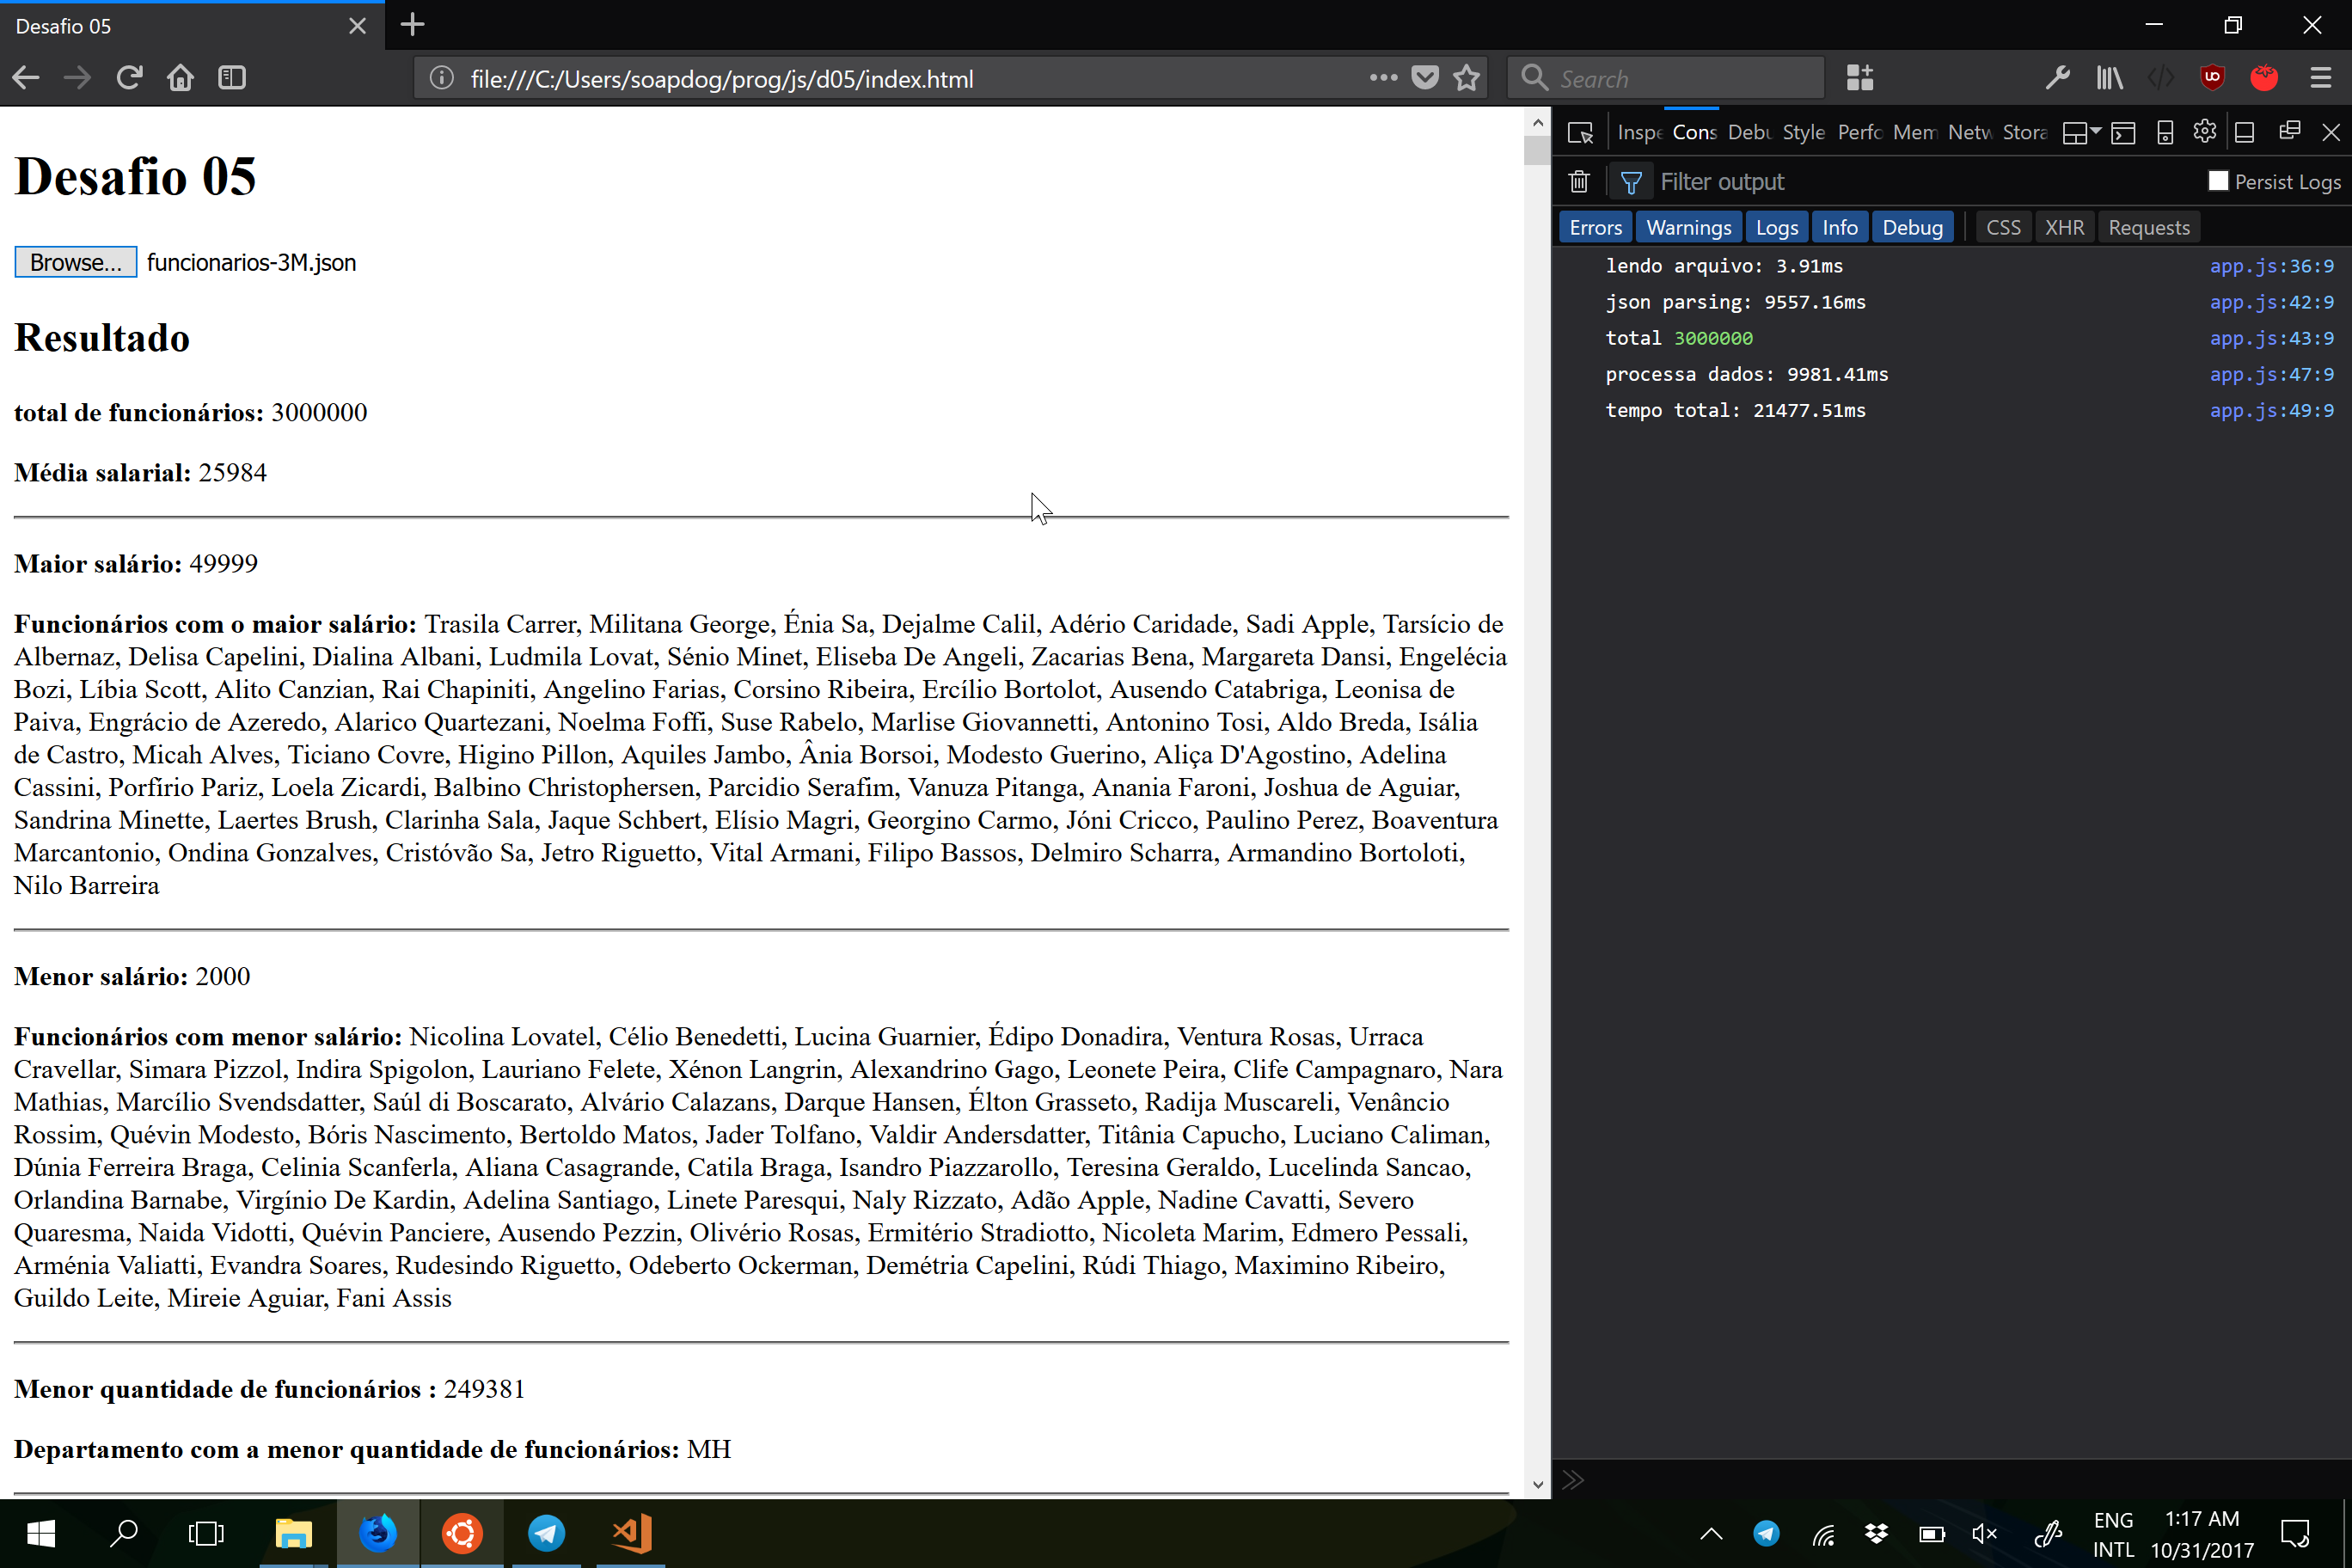 Desafio 05
file:///C:/Users/soapdog/prog/js/d05/index.html
Search
Desafio 05
Browse... funcionarios-3M.json
Resultado
total de funcionários: 3000000
Média salarial: 25984
Maior salário: 49999
Funcionários com o maior salário: Trasila Carrer, Militana George, Énia Sa, Dejalme Calil, Adério Caridade, Sadi Apple, Tarsício de
Albernaz, Delisa Capelini, Dialina Albani, Ludmila Lovat, Sénio Minet, Eliseba De Angeli, Zacarias Bena, Margareta Dansi, Engelécia
Bozi, Líbia Scott, Alito Canzian, Rai Chapiniti, Angelino Farias, Corsino Ribeira, Ercílio Bortolot, Ausendo Catabriga, Leonisa de
Paiva, Engrácio de Azeredo, Alarico Quartezani, Noelma Foffi, Suse Rabelo, Marlise Giovannetti, Antonino Tosi, Aldo Breda, Isália
de Castro, Micah Alves, Ticiano Covre, Higino Pillon, Aquiles Jambo, Ânia Borsoi, Modesto Guerino, Aliça D'Agostino, Adelina
Cassini, Porfírio Pariz, Loela Zicardi, Balbino Christophersen, Parcidio Serafim, Vanuza Pitanga, Anania Faroni, Joshua de Aguiar,
Sandrina Minette, Laertes Brush, Clarinha Sala, Jaque Schbert, Elísio Magri, Georgino Carmo, Jóni Cricco, Paulino Perez, Boaventura
Marcantonio, Ondina Gonzalves, Cristóvão Sa, Jetro Riguetto, Vital Armani, Filipo Bassos, Delmiro Scharra, Armandino Bortoloti,
Nilo Barreira
Menor salário: 2000
Funcionários com menor salário: Nicolina Lovatel, Célio Benedetti, Lucina Guarnier, Édipo Donadira, Ventura Rosas, Urraca
Cravellar, Simara Pizzol, Indira Spigolon, Lauriano Felete, Xénon Langrin, Alexandrino Gago, Leonete Peira, Clife Campagnaro, Nara
Mathias, Marcílio Svendsdatter, Saúl di Boscarato, Alvário Calazans, Darque Hansen, Élton Grasseto, Radija Muscareli, Venâncio
Rossim, Quévin Modesto, Bóris Nascimento, Bertoldo Matos, Jader Tolfano, Valdir Andersdatter, Titânia Capucho, Luciano Caliman,
Dúnia Ferreira Braga, Celinia Scanferla, Aliana Casagrande, Catila Braga, Isandro Piazzarollo, Teresina Geraldo, Lucelinda Sancao,
Orlandina Barnabe, Virgínio De Kardin, Adelina Santiago, Linete Paresqui, Naly Rizzato, Adão Apple, Nadine Cavatti, Severo
Quaresma, Naida Vidotti, Quévin Panciere, Ausendo Pezzin, Olivério Rosas, Ermitério Stradiotto, Nicoleta Marim, Edmero Pessali,
Arménia Valiatti, Evandra Soares, Rudesindo Riguetto, Odeberto Ockerman, Demétria Capelini, Rúdi Thiago, Maximino Ribeiro,
Guildo Leite, Mireie Aguiar, Fani Assis
Menor quantidade de funcionários : 249381
Departamento com a menor quantidade de funcionários: MH
Inspe Cons Debu Style Perfo Mem Netw Stora
Filter output Persist Logs
Errors Warnings Logs Info Debug CSS XHR Requests
lendo arquivo: 3.91ms app.js:36:9
json parsing: 9557.16ms app.js:42:9
total 3000000 app.js:43:9
processa dados: 9981.41ms app.js:47:9
tempo total: 21477.51ms app.js:49:9
ENG 1:17 AM
INTL 10/31/2017